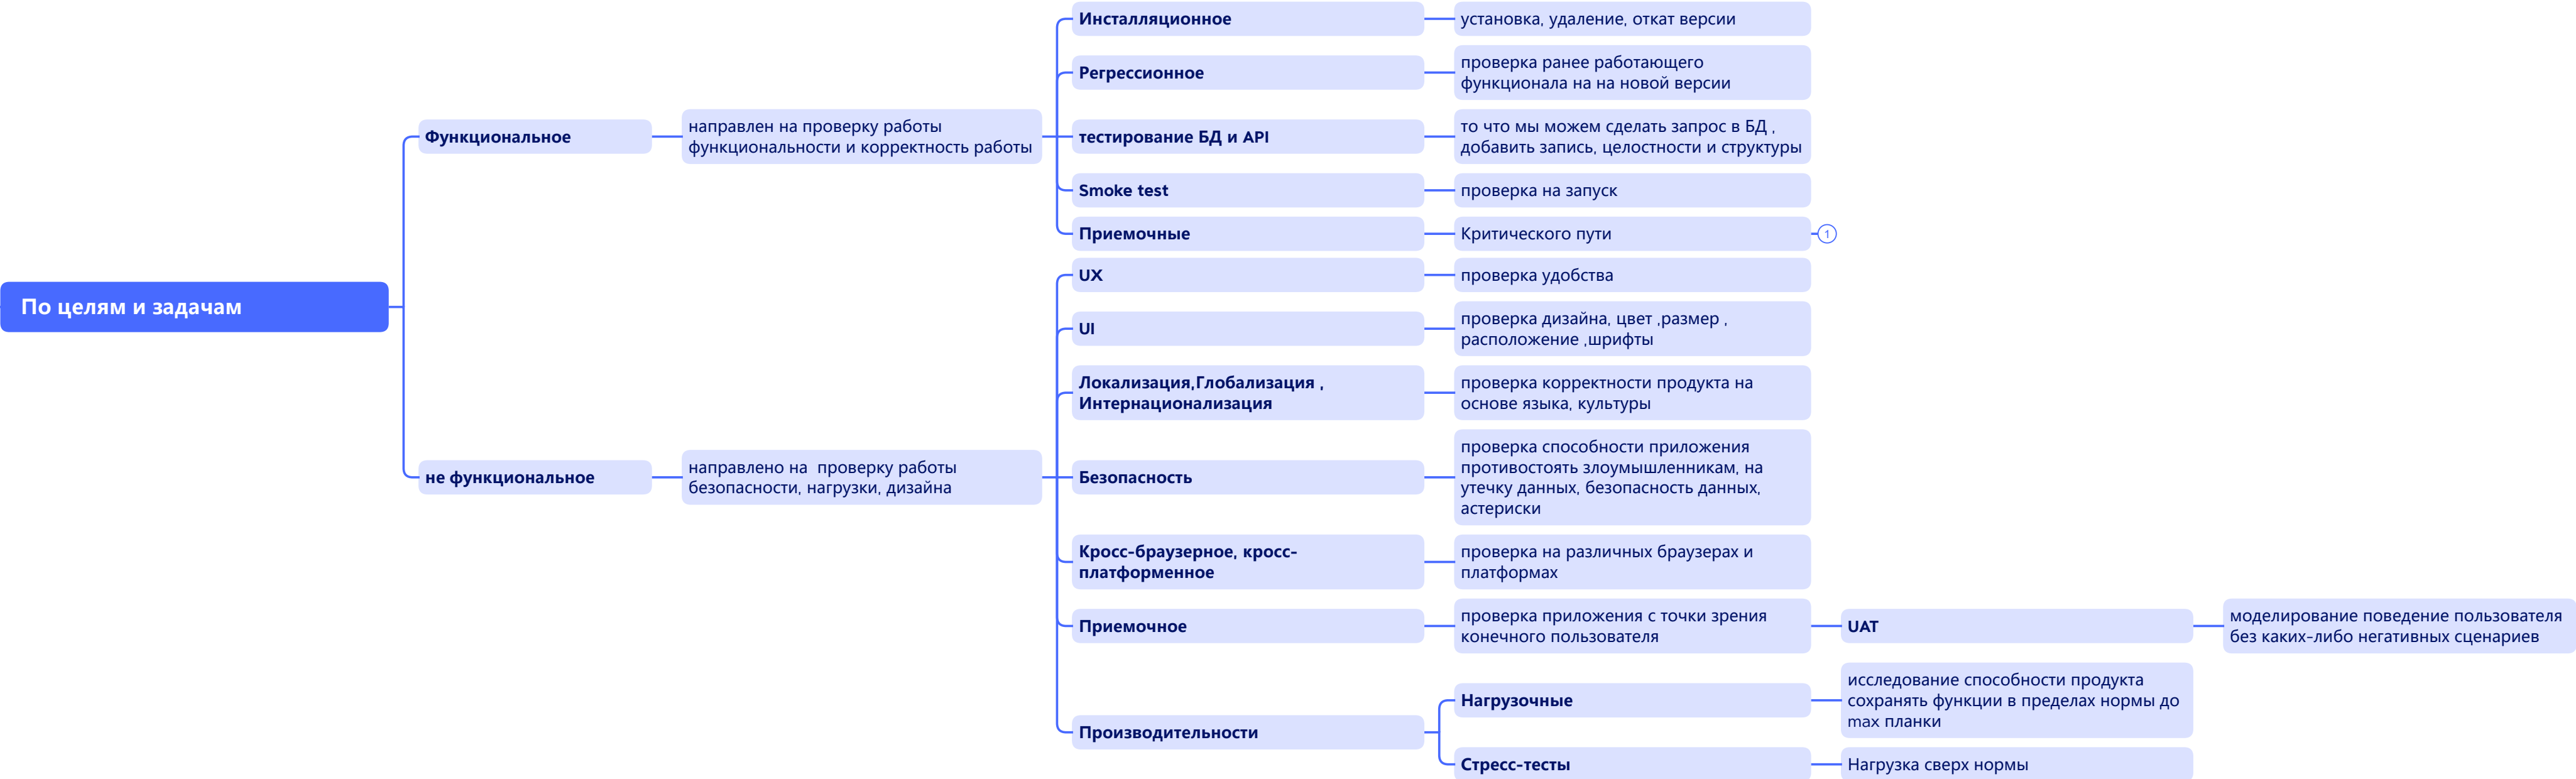 По целям и задачам
Функциональное
направлен на проверку работы
функциональности и корректность работы
Инсталляционное
установка, удаление, откат версии
Регрессионное
проверка ранее работающего
функционала на на новой версии
тестирование БД и API
то что мы можем сделать запрос в БД ,
добавить запись, целостности и структуры
Smoke test
проверка на запуск
Приемочные
Критического пути
1
не функциональное
направлено на  проверку работы
безопасности, нагрузки, дизайна
UX
проверка удобства
UI
проверка дизайна, цвет ,размер ,
расположение ,шрифты
Локализация,Глобализация ,
Интернационализация
проверка корректности продукта на
основе языка, культуры
Безопасность
проверка способности приложения
противостоять злоумышленникам, на
утечку данных, безопасность данных,
астериски
Кросс-браузерное, кросс-
платформенное
проверка на различных браузерах и
платформах
Приемочное
проверка приложения с точки зрения
конечного пользователя
UAT
моделирование поведение пользователя
без каких-либо негативных сценариев
Производительности
Нагрузочные
исследование способности продукта
сохранять функции в пределах нормы до
max планки
Стресс-тесты
Нагрузка сверх нормы